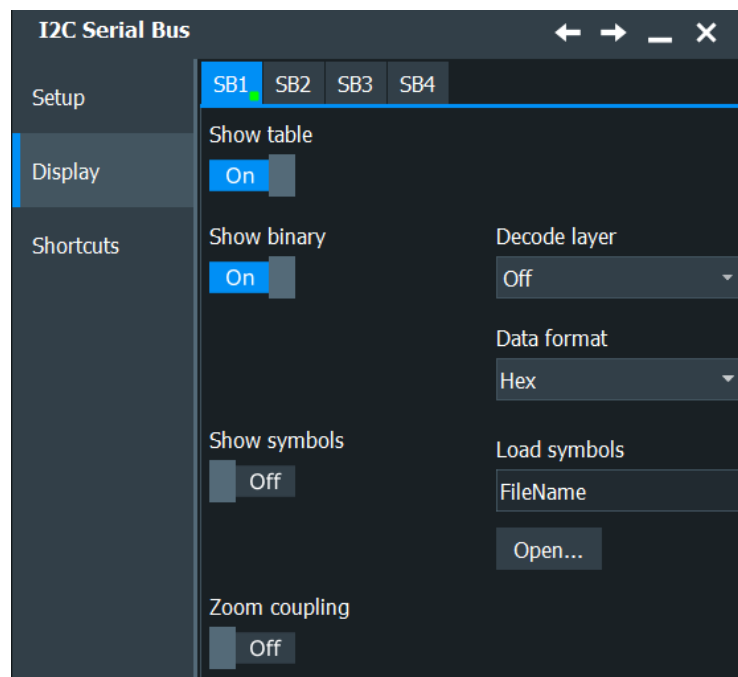 I2C Serial Bus
Setup
Display
Shortcuts
SB1 SB2 SB3 SB4
Show table
On
Show binary
On
Decode layer
Off
Data format
Hex
Show symbols
Off
Load symbols
FileName
Open...
Zoom coupling
Off